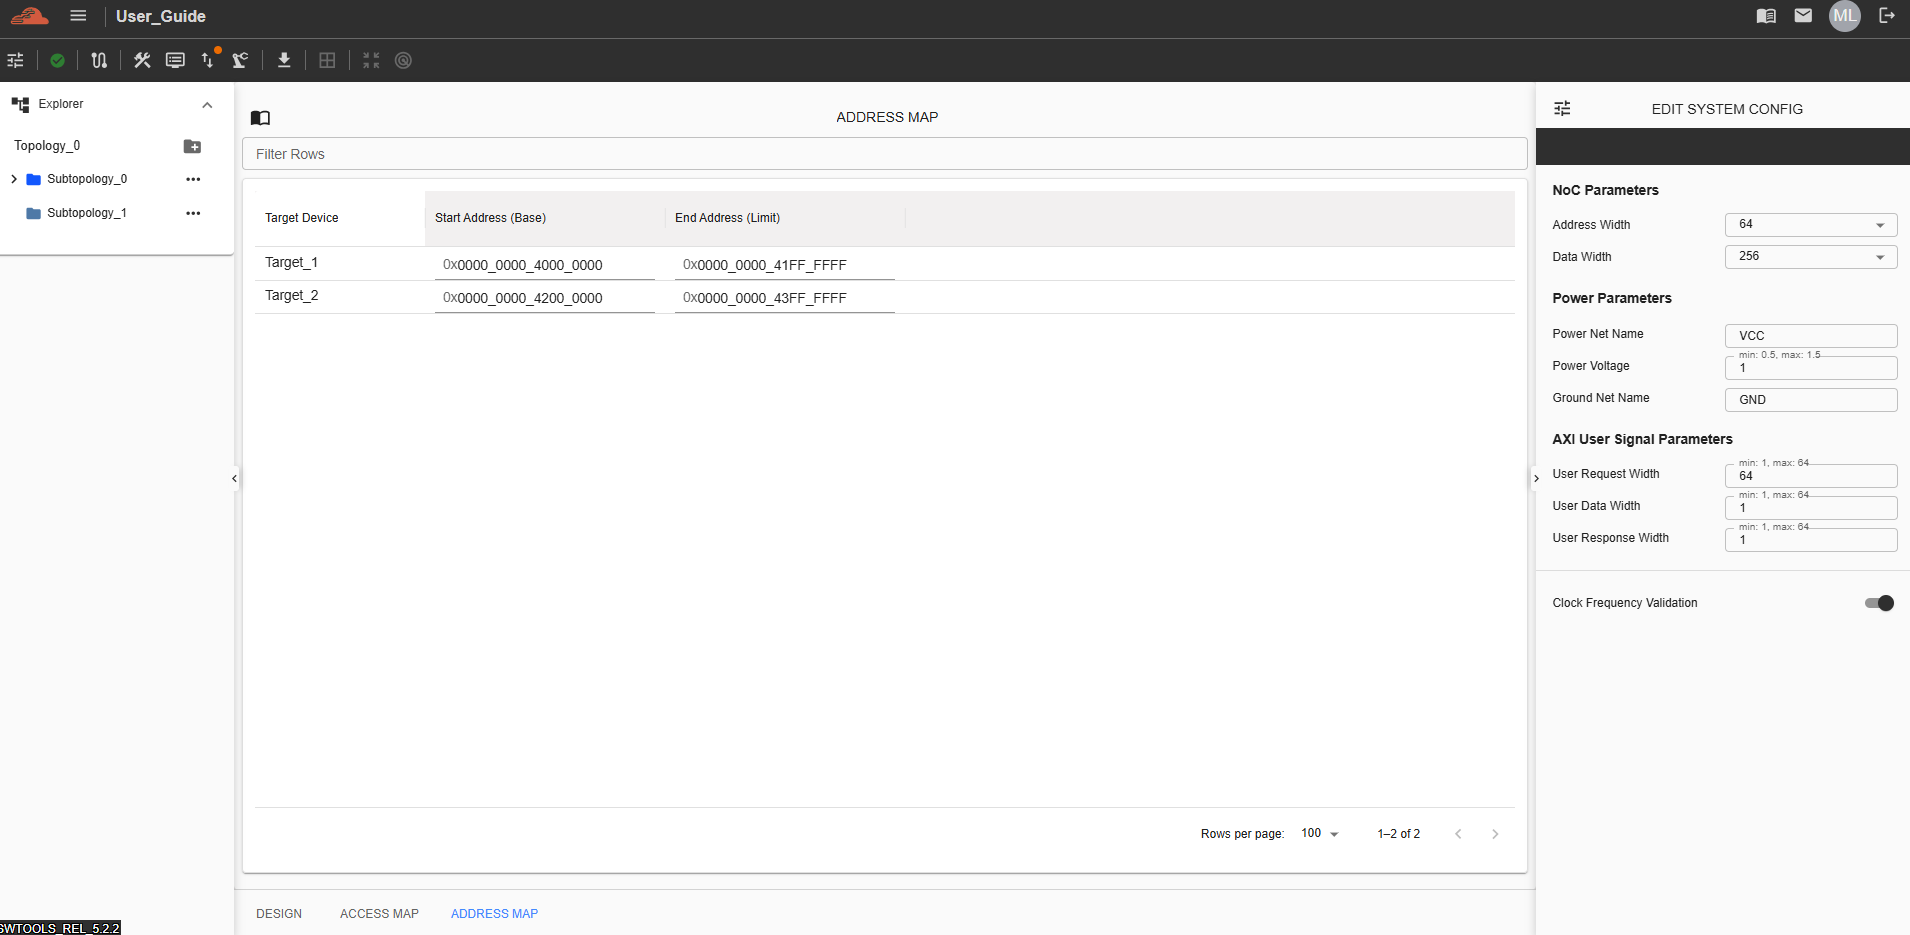 User_Guide
ML
Explorer
Topology_0
Subtopology_0
Subtopology_1
ADDRESS MAP
Filter Rows
Target Device Start Address (Base) End Address (Limit)
Target_1 0x0000_0000_4000_0000 0x0000_0000_41FF_FFFF
Target_2 0x0000_0000_4200_0000 0x0000_0000_43FF_FFFF
Rows per page: 100 1–2 of 2
DESIGN ACCESS MAP ADDRESS MAP
SWTOOLS_REL_5.2.2
EDIT SYSTEM CONFIG
NoC Parameters
Address Width 64
Data Width 256
Power Parameters
Power Net Name VCC
min: 0.5, max: 1.5
Power Voltage 1
Ground Net Name GND
AXI User Signal Parameters
min: 1, max: 64
User Request Width 64
min: 1, max: 64
User Data Width 1
min: 1, max: 64
User Response Width 1
Clock Frequency Validation